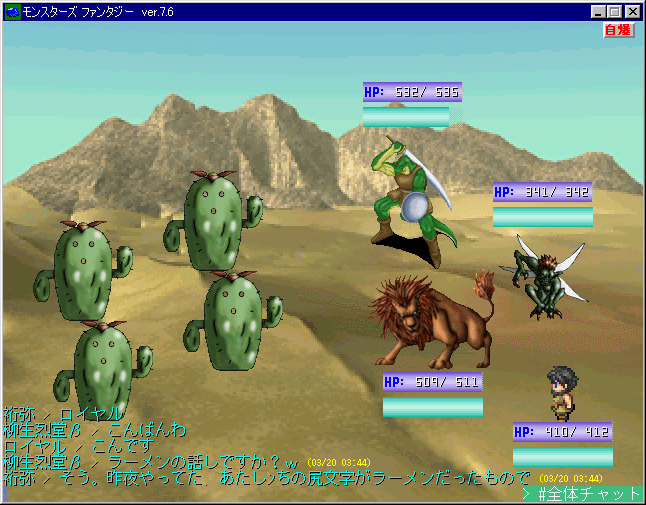 モンスターズ ファンタジー ver.7.6
自爆
HP: 532/ 535
HP: 341/ 342
HP: 509/ 511
HP: 410/ 412
祈弥 > ロイヤル
柳生烈堂β > こんばんわ
ロイヤル > こんです
柳生烈堂β > ラーメンの話しですか？w (03/20 03:44)
祈弥 > そう。昨夜やってた、あたしﾝちの尻文字がラーメンだったもので (03/20 03:44)
> #全体チャット